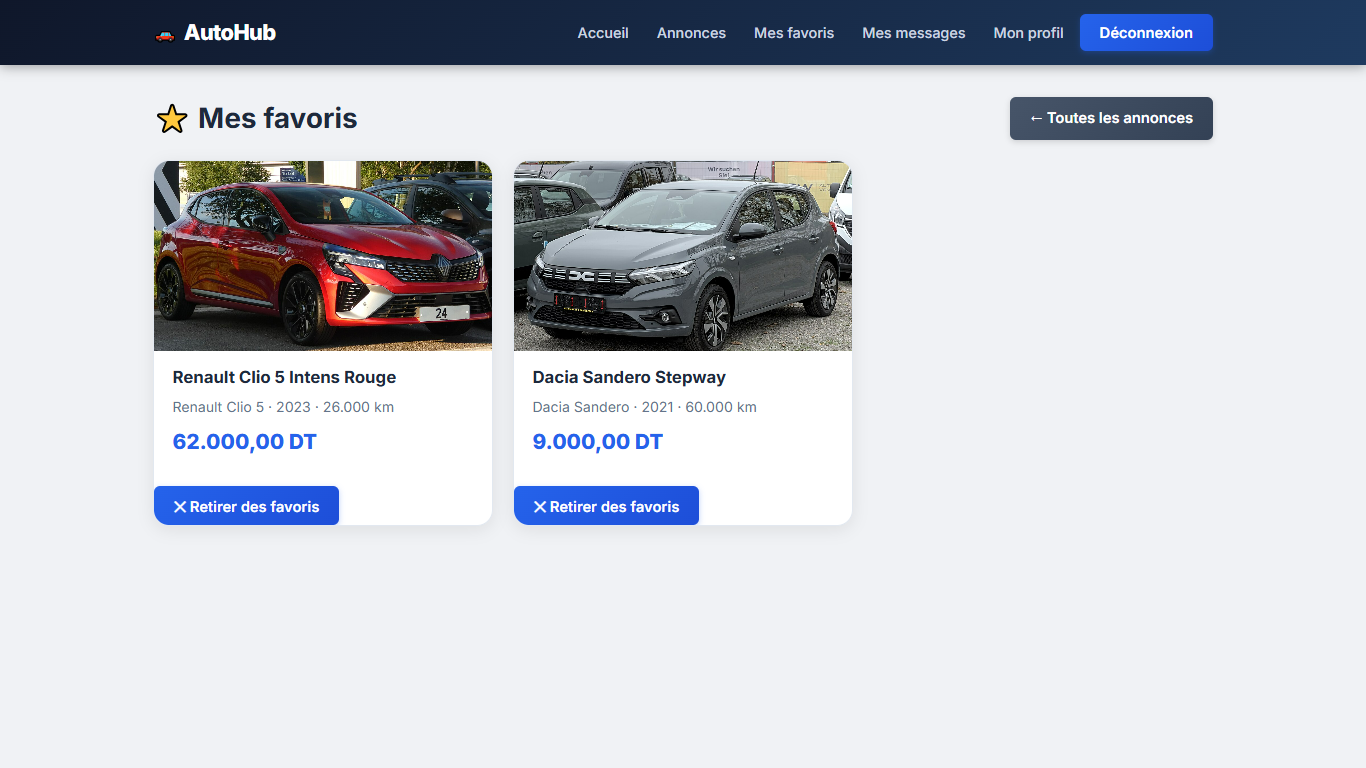 AutoHub
Accueil
Annonces
Mes favoris
Mes messages
Mon profil
Déconnexion
⭐ Mes favoris
← Toutes les annonces
24
Wir suchen
Renault Clio 5 Intens Rouge
Renault Clio 5 · 2023 · 26.000 km
62.000,00 DT
✕ Retirer des favoris
Dacia Sandero Stepway
Dacia Sandero · 2021 · 60.000 km
9.000,00 DT
✕ Retirer des favoris